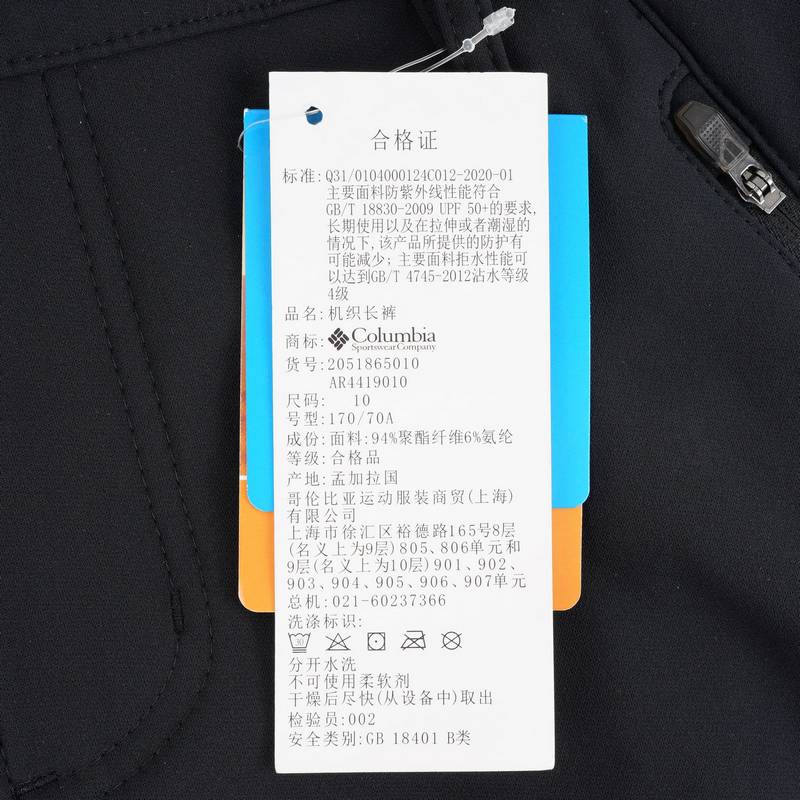 合格证
标准:Q31/0104000124C012-2020-01
主要面料防紫外线性能符合
GB/T 18830-2009 UPF 50+的要求,
长期使用以及在拉伸或者潮湿的
情况下,该产品所提供的防护有
可能减少;主要面料拒水性能可
以达到GB/T 4745-2012沾水等级
4级
品名:机织长裤
商标:Columbia
Sportswear Company
货号:2051865010
AR4419010
尺码: 10
号型:170/70A
成份:面料:94%聚酯纤维6%氨纶
等级:合格品
产地:孟加拉国
哥伦比亚运动服装商贸(上海)
有限公司
上海市徐汇区裕德路165号8层
(名义上为9层)805、806单元和
9层(名义上为10层)901、902、
903、904、905、906、907单元
总机:021-60237366
洗涤标识:
30
分开水洗
不可使用柔软剂
干燥后尽快(从设备中)取出
检验员:002
安全类别:GB 18401 B类